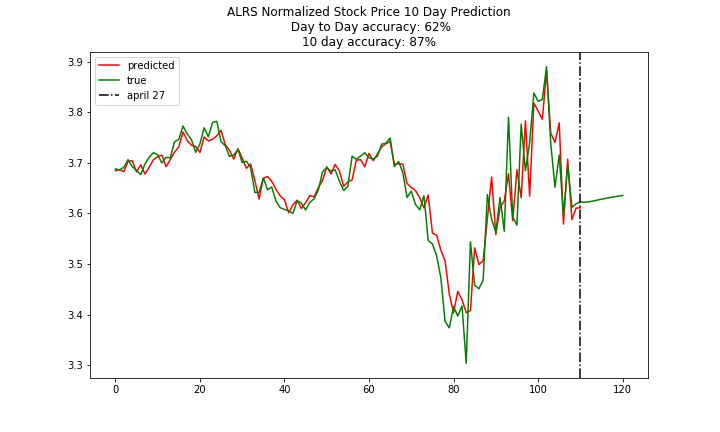 ALRS Normalized Stock Price 10 Day Prediction
Day to Day accuracy: 62%
10 day accuracy: 87%
predicted
true
april 27
3.9
3.8
3.7
3.6
3.5
3.4
3.3
0 20 40 60 80 100 120